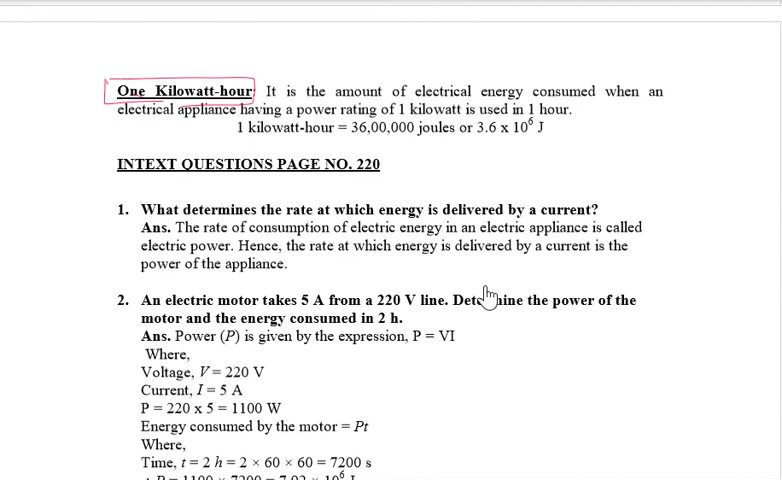 One Kilowatt-hour: It is the amount of electrical energy consumed when an
electrical appliance having a power rating of 1 kilowatt is used in 1 hour.
1 kilowatt-hour = 36,00,000 joules or 3.6 x 10⁶ J
INTEXT QUESTIONS PAGE NO. 220
1. What determines the rate at which energy is delivered by a current?
Ans. The rate of consumption of electric energy in an electric appliance is called
electric power. Hence, the rate at which energy is delivered by a current is the
power of the appliance.
2. An electric motor takes 5 A from a 220 V line. Determine the power of the
motor and the energy consumed in 2 h.
Ans. Power (P) is given by the expression, P = VI
Where,
Voltage, V = 220 V
Current, I = 5 A
P = 220 x 5 = 1100 W
Energy consumed by the motor = Pt
Where,
Time, t = 2 h = 2 × 60 × 60 = 7200 s